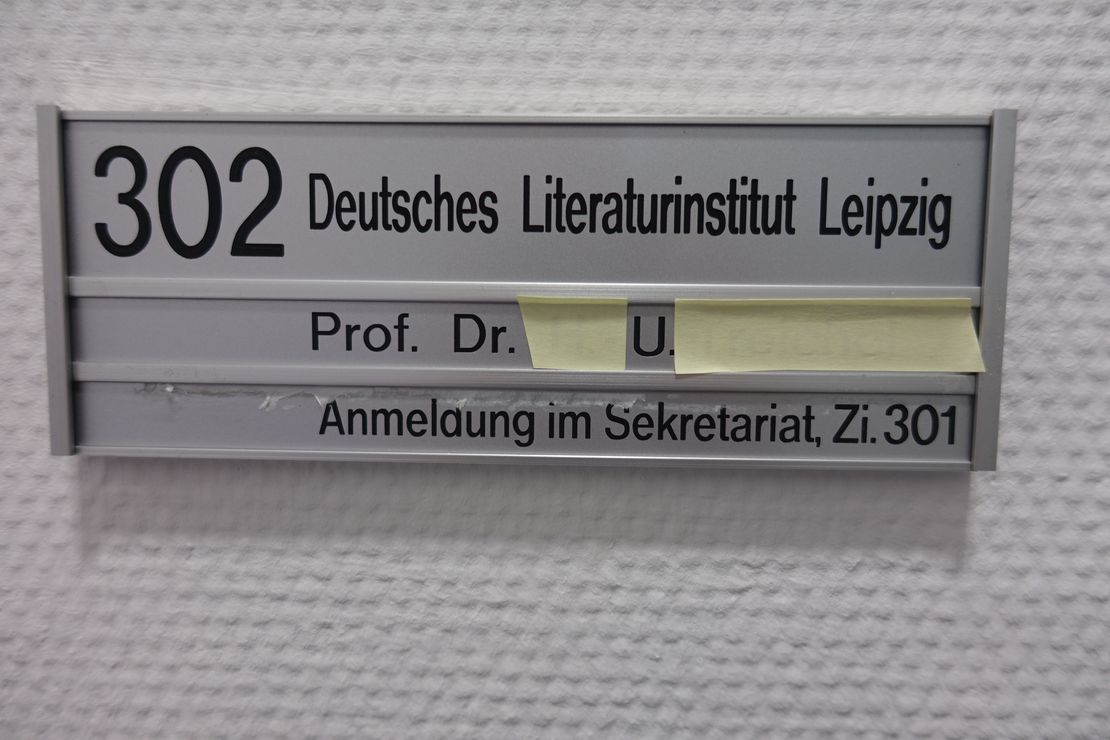 302 Deutsches Literaturinstitut Leipzig
Prof. Dr. U.
Anmeldung im Sekretariat, Zi. 301